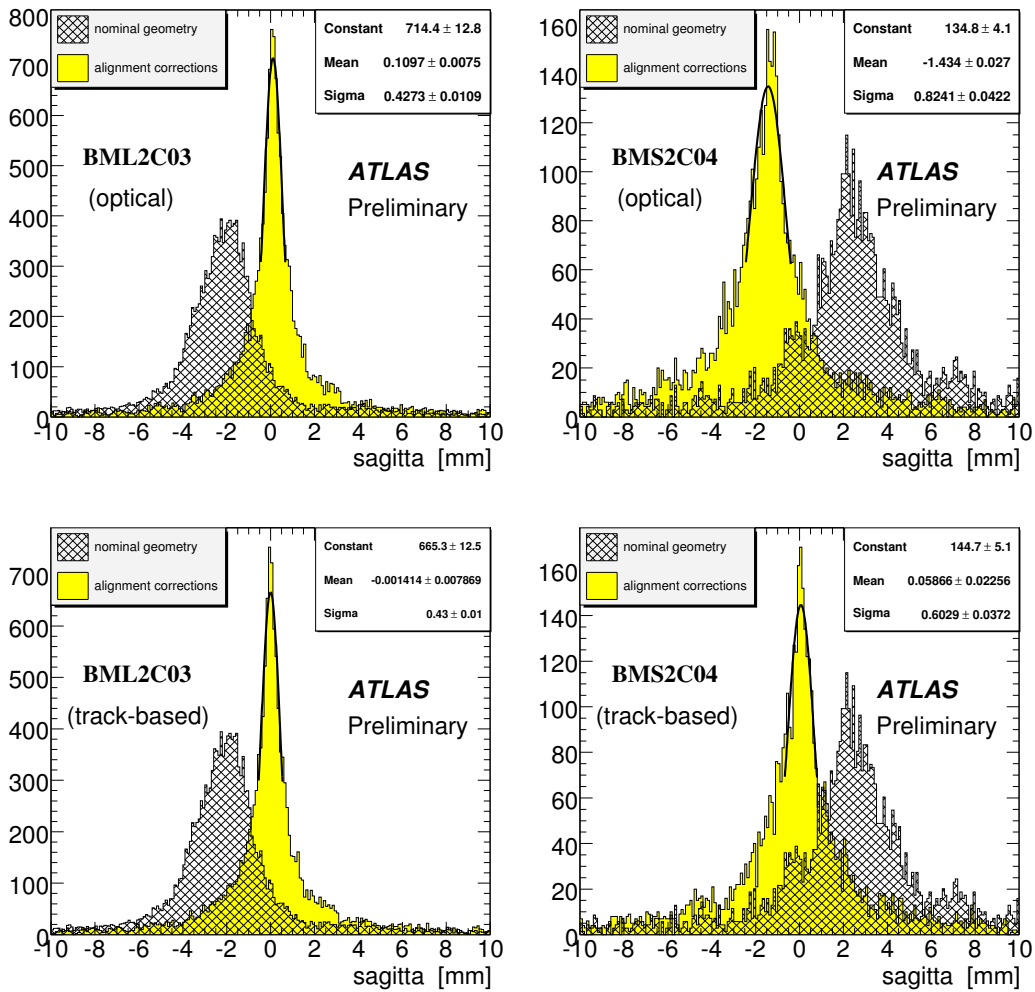 nominal geometry
alignment corrections
Constant 714.4 ± 12.8
Mean 0.1097 ± 0.0075
Sigma 0.4273 ± 0.0109
BML2C03
(optical)
ATLAS
Preliminary
800
700
600
500
400
300
200
100
0
-10 -8 -6 -4 -2 0 2 4 6 8 10
sagitta [mm]
nominal geometry
alignment corrections
Constant 134.8 ± 4.1
Mean -1.434 ± 0.027
Sigma 0.8241 ± 0.0422
BMS2C04
(optical)
ATLAS
Preliminary
160
140
120
100
80
60
40
20
0
-10 -8 -6 -4 -2 0 2 4 6 8 10
sagitta [mm]
nominal geometry
alignment corrections
Constant 665.3 ± 12.5
Mean -0.001414 ± 0.007869
Sigma 0.43 ± 0.01
BML2C03
(track-based)
ATLAS
Preliminary
700
600
500
400
300
200
100
0
-10 -8 -6 -4 -2 0 2 4 6 8 10
sagitta [mm]
nominal geometry
alignment corrections
Constant 144.7 ± 5.1
Mean 0.05866 ± 0.02256
Sigma 0.6029 ± 0.0372
BMS2C04
(track-based)
ATLAS
Preliminary
160
140
120
100
80
60
40
20
0
-10 -8 -6 -4 -2 0 2 4 6 8 10
sagitta [mm]